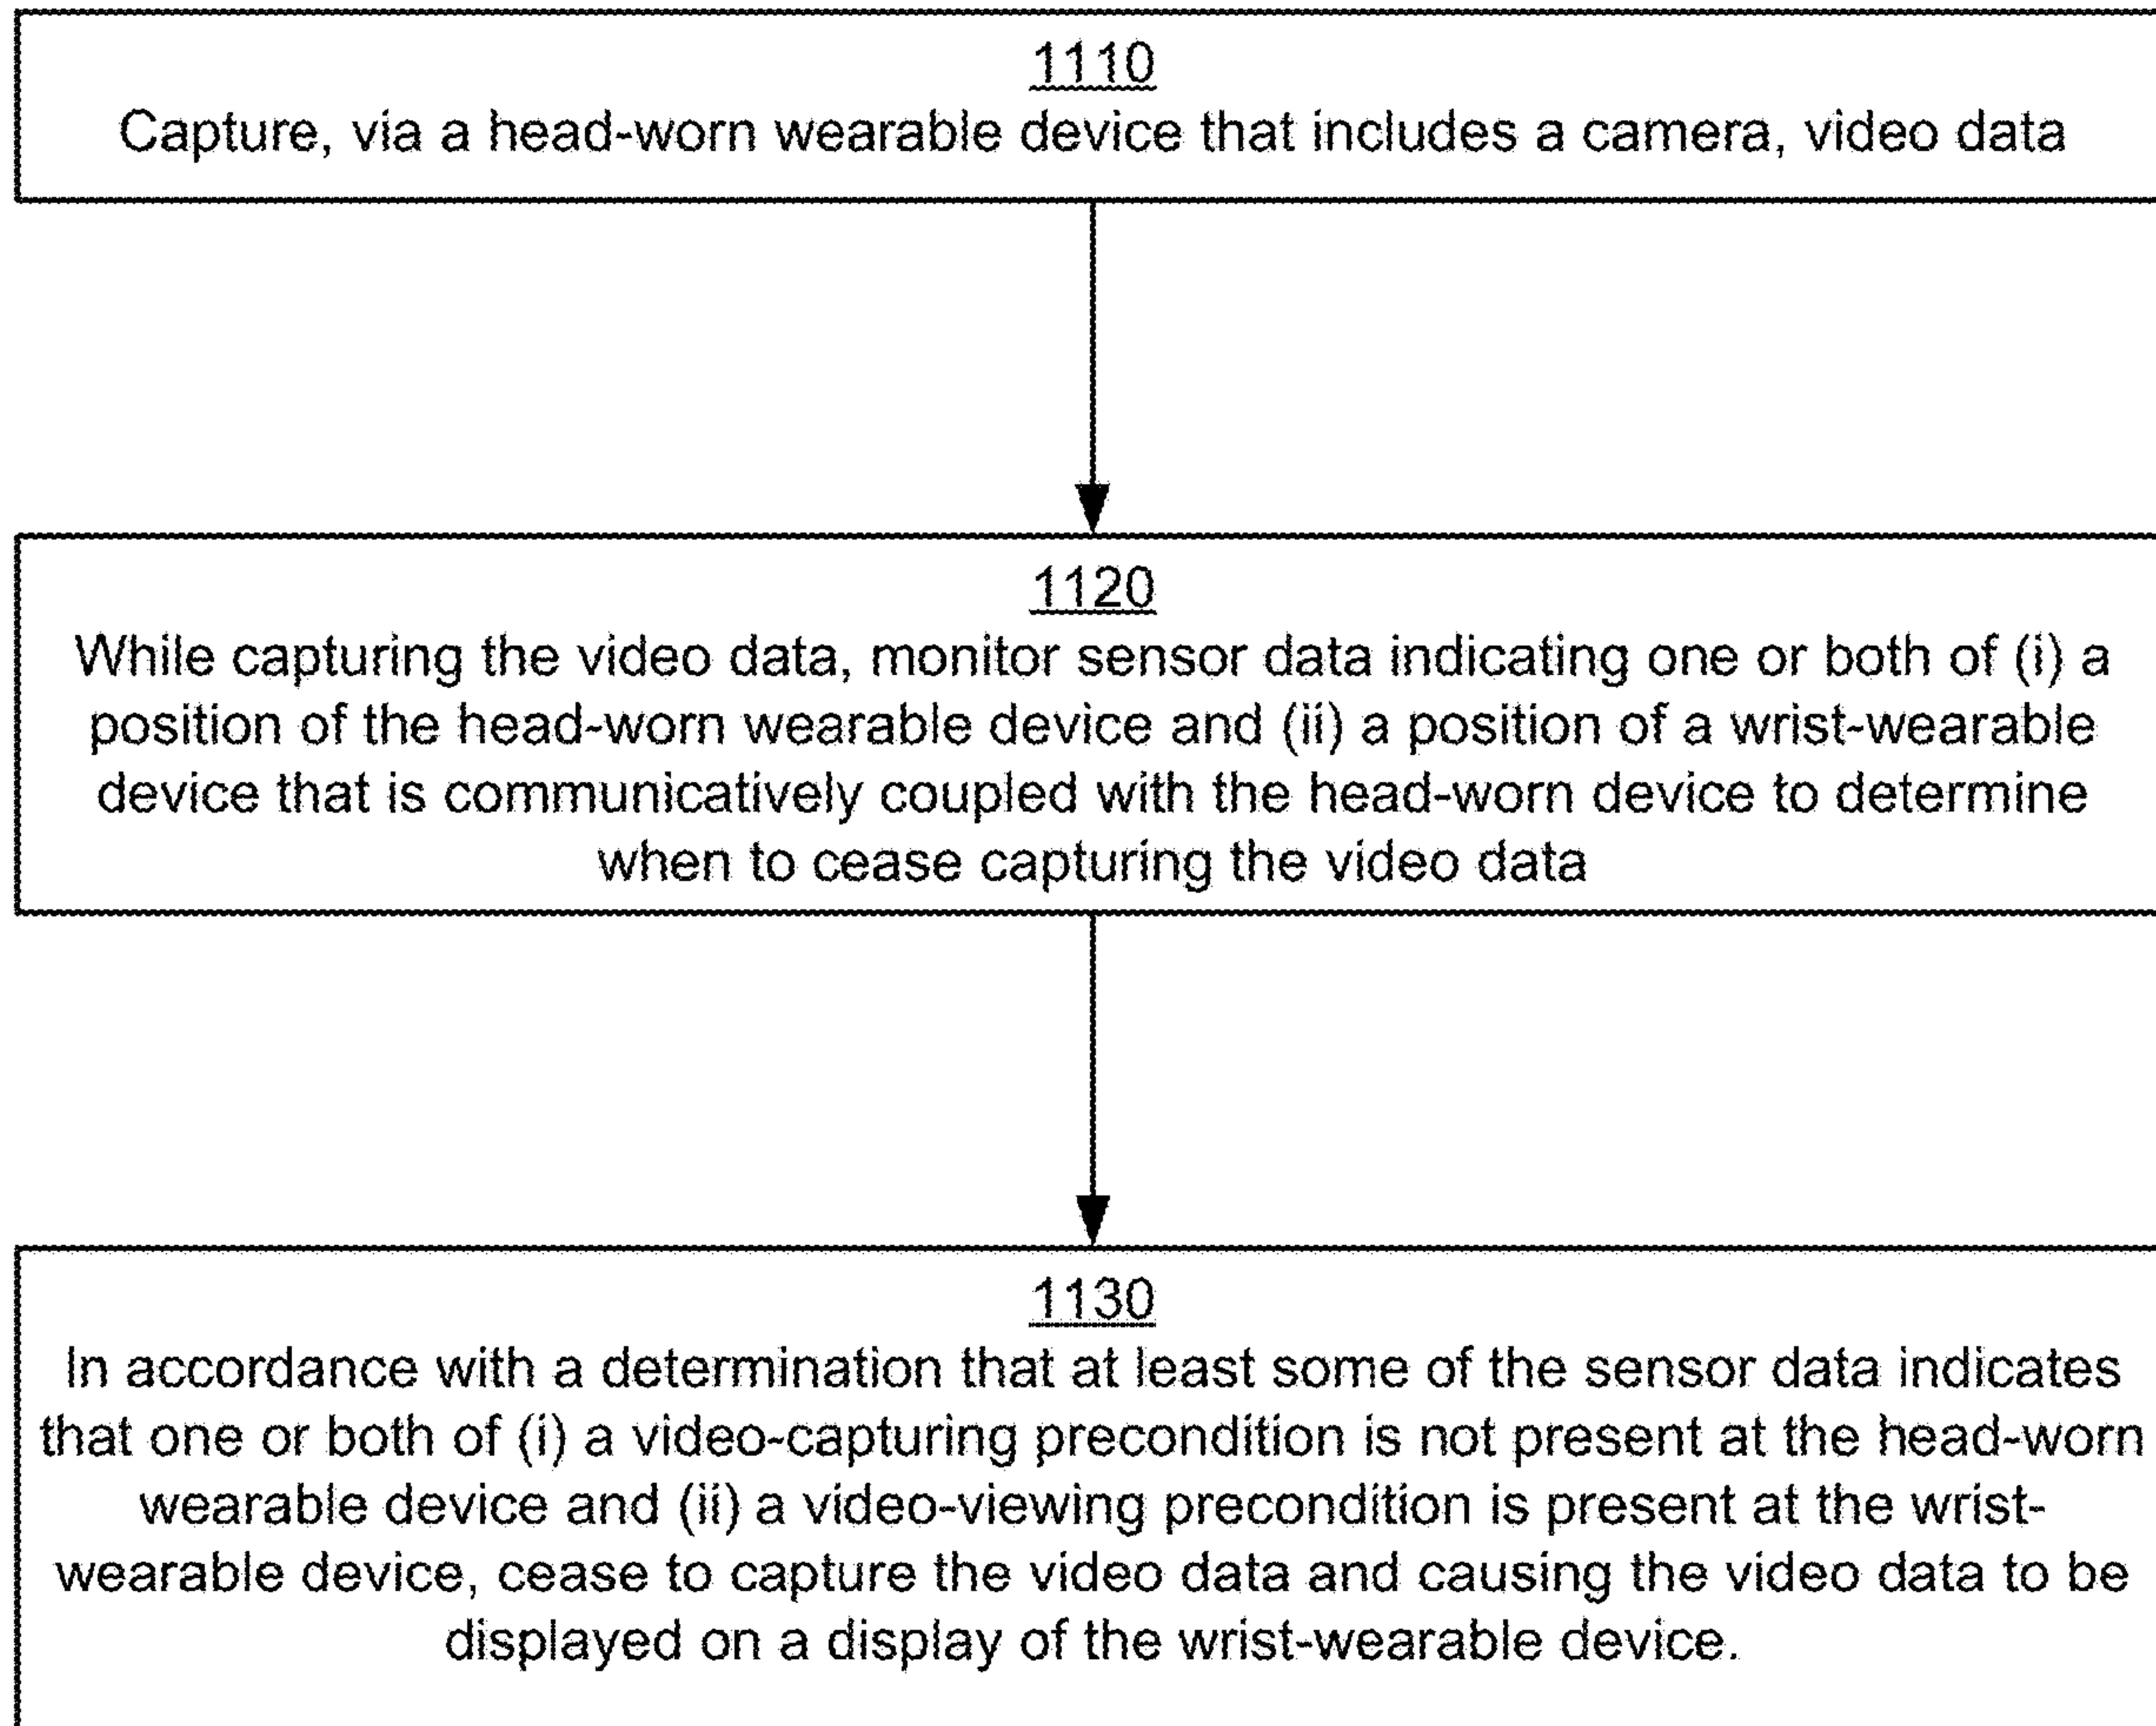 1110
Capture, via a head-worn wearable device that includes a camera, video data
1120
While capturing the video data, monitor sensor data indicating one or both of (i) a
position of the head-worn wearable device and (ii) a position of a wrist-wearable
device that is communicatively coupled with the head-worn device to determine
when to cease capturing the video data
1130
In accordance with a determination that at least some of the sensor data indicates
that one or both of (i) a video-capturing precondition is not present at the head-worn
wearable device and (ii) a video-viewing precondition is present at the wrist-
wearable device, cease to capture the video data and causing the video data to be
displayed on a display of the wrist-wearable device.